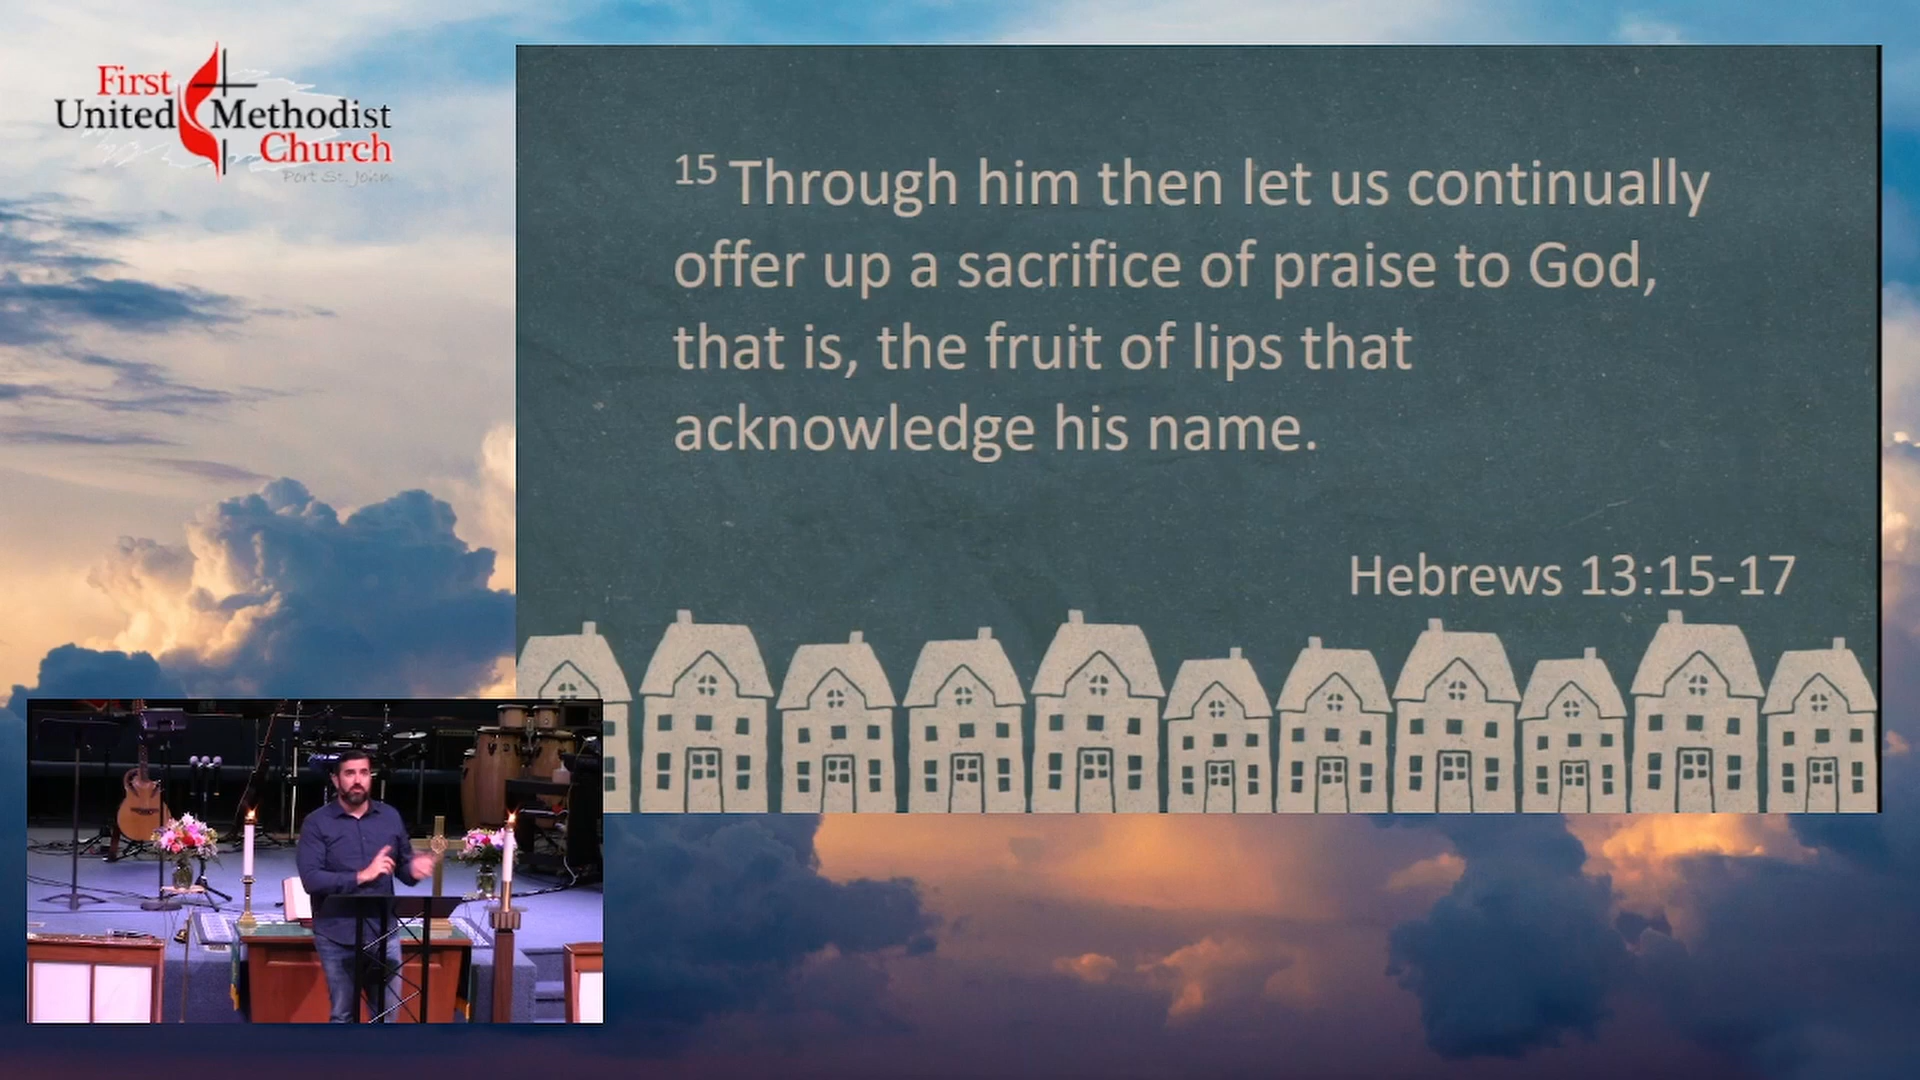 First
United Methodist
Church
Port St. John
15 Through him then let us continually
offer up a sacrifice of praise to God,
that is, the fruit of lips that
acknowledge his name.
Hebrews 13:15-17